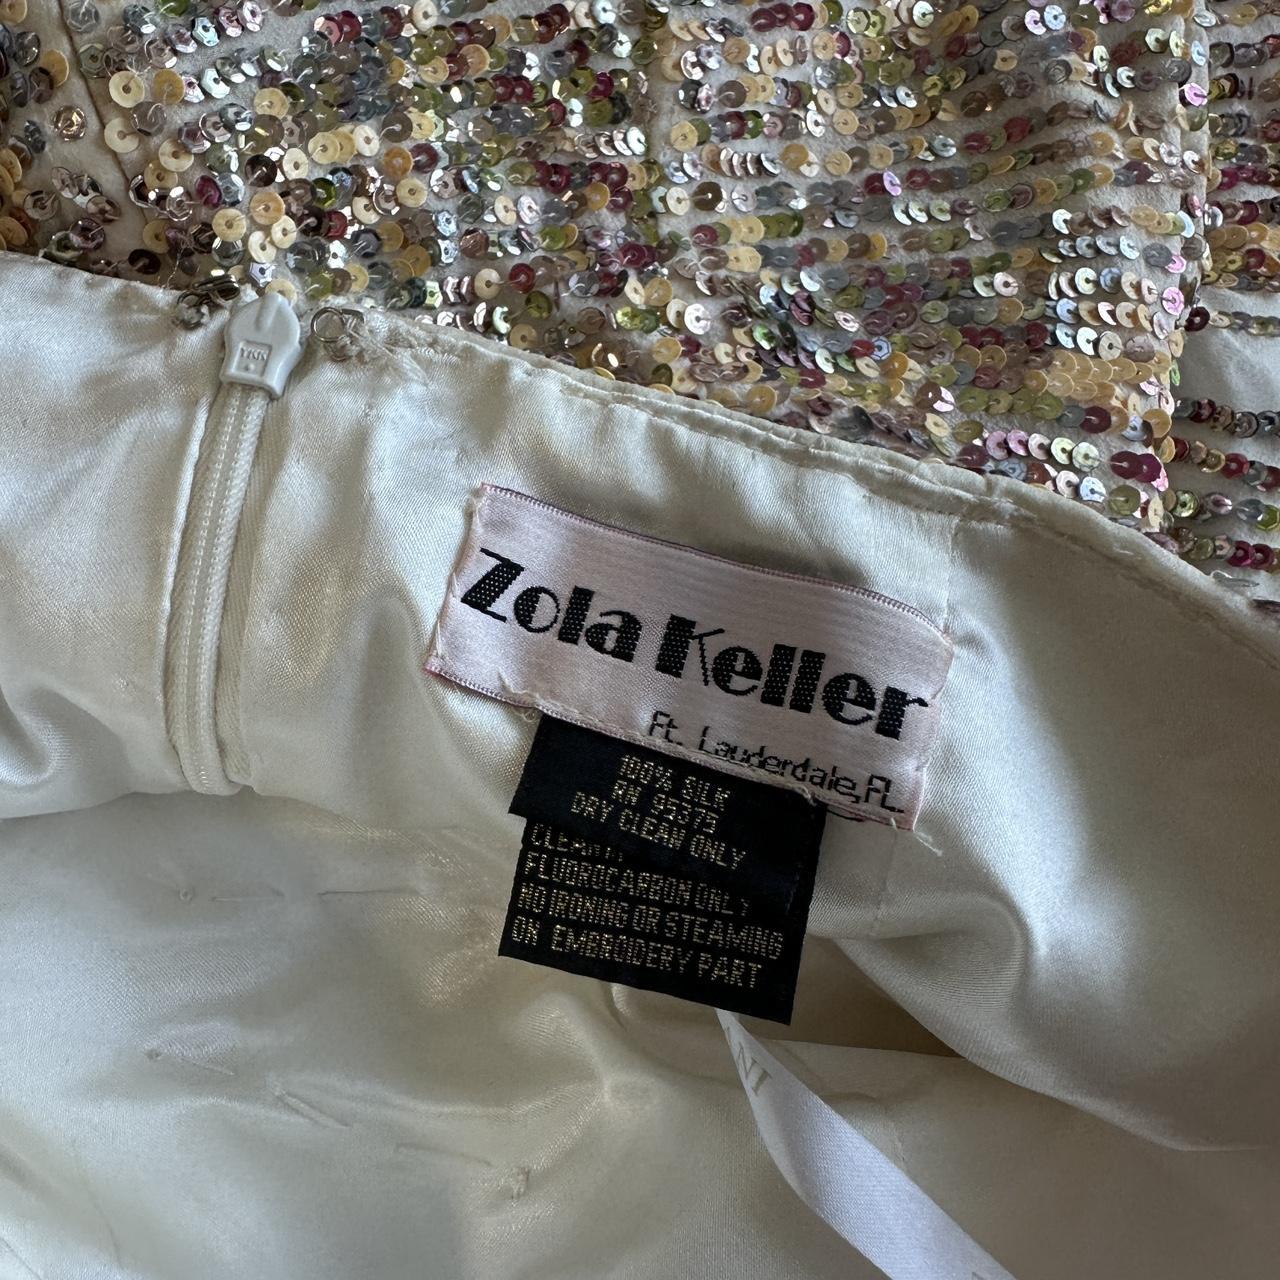 YKK
Zola Keller
Ft. Lauderdale, FL.
100% SILK
RN 95375
DRY CLEAN ONLY
FLUOROCARBON ONLY
NO IRONING OR STEAMING
ON EMBROIDERY PART